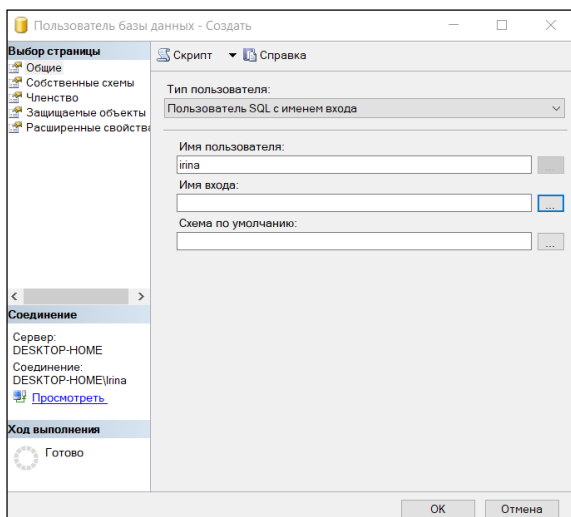 Пользователь базы данных - Создать
Выбор страницы
Общие
Собственные схемы
Членство
Защищаемые объекты
Расширенные свойства
Скрипт
Справка
Тип пользователя:
Пользователь SQL с именем входа
Имя пользователя:
irina
...
Имя входа:
...
Схема по умолчанию:
...
Соединение
Сервер:
DESKTOP-HOME
Соединение:
DESKTOP-HOME\Irina
Просмотреть
Ход выполнения
Готово
OK
Отмена